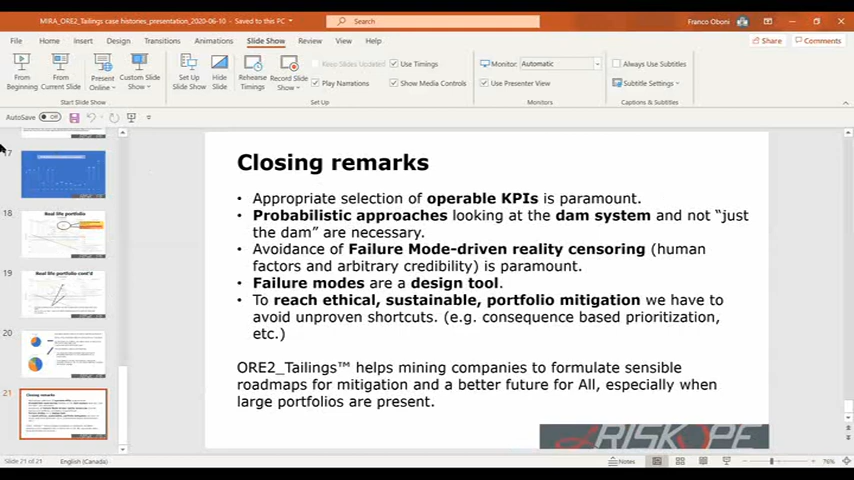 MIRA_ORE2_Tailings case histories_presentation_2020-06-10 - Saved to this PC
Search
Franco Oboni
File Home Insert Design Transitions Animations Slide Show Review View Help
Share Comments
From Beginning
From Current Slide
Present Online
Custom Slide Show
Set Up Slide Show
Hide Slide
Rehearse Timings
Record Slide Show
Keep Slides Updated
Use Timings
Play Narrations
Show Media Controls
Monitor: Automatic
Use Presenter View
Always Use Subtitles
Subtitle Settings
Start Slide Show
Set Up
Monitors
Captions & Subtitles
AutoSave Off
17
18
Real life portfolio
19
Real life portfolio cont'd
20
21
Closing remarks
Closing remarks
• Appropriate selection of operable KPIs is paramount.
• Probabilistic approaches looking at the dam system and not “just
the dam” are necessary.
• Avoidance of Failure Mode-driven reality censoring (human
factors and arbitrary credibility) is paramount.
• Failure modes are a design tool.
• To reach ethical, sustainable, portfolio mitigation we have to
avoid unproven shortcuts. (e.g. consequence based prioritization,
etc.)
ORE2_Tailings™ helps mining companies to formulate sensible
roadmaps for mitigation and a better future for All, especially when
large portfolios are present.
RISKOPE
Slide 21 of 21 English (Canada)
Notes
76%